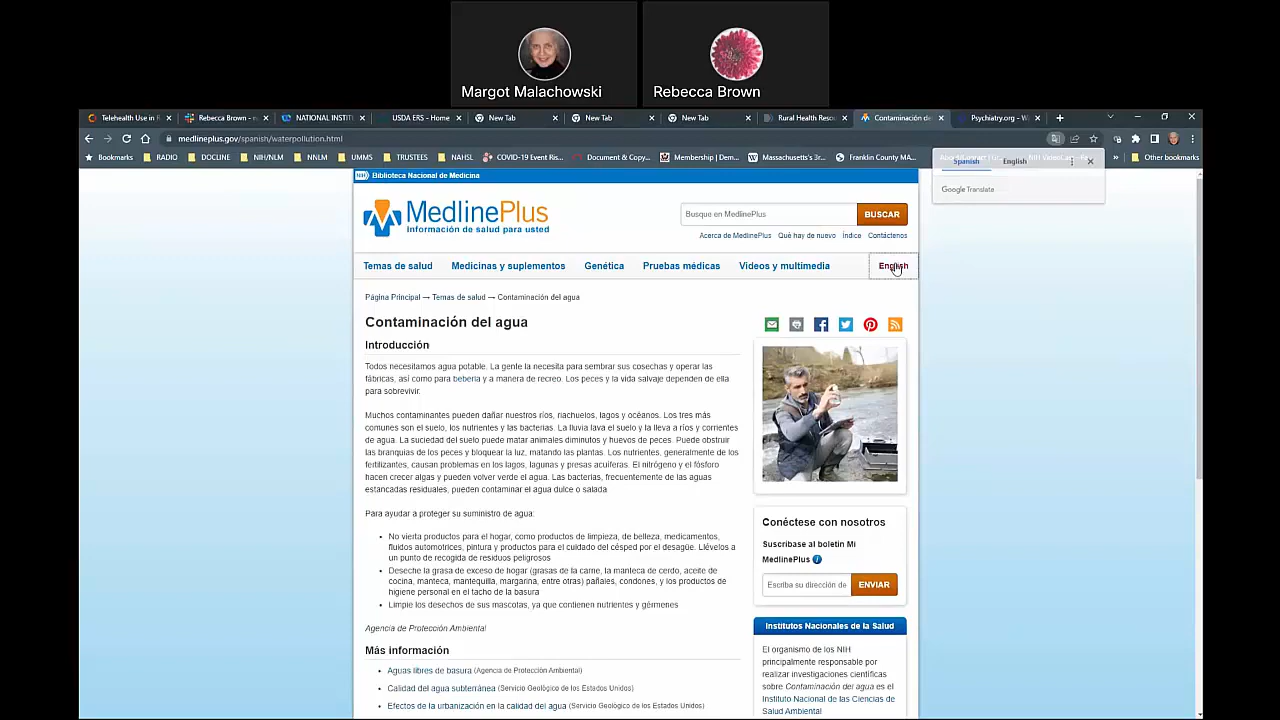 Margot Malachowski
Rebecca Brown
Telehealth Use in R
Rebecca Brown - n
NATIONAL INSTIT
USDA ERS - Home
New Tab
New Tab
New Tab
Rural Health Resou
Contaminación de
Psychiatry.org - W
medlineplus.gov/spanish/waterpollution.html
Bookmarks
RADIO
DOCLINE
NIH/NLM
NNLM
UMMS
TRUSTEES
NAHSL
COVID-19 Event Ris...
Document & Copy...
Membership | Dem...
Massachusetts's 3r...
Franklin County MA...
Other bookmarks
Spanish English
Google Translate
NIH Biblioteca Nacional de Medicina
MedlinePlus
Información de salud para usted
Busque en MedlinePlus BUSCAR
Acerca de MedlinePlus Qué hay de nuevo Índice Contáctenos
Temas de salud Medicinas y suplementos Genética Pruebas médicas Videos y multimedia English
Página Principal → Temas de salud → Contaminación del agua
Contaminación del agua
Introducción
Todos necesitamos agua potable. La gente la necesita para sembrar sus cosechas y operar las
fábricas, así como para beberla y a manera de recreo. Los peces y la vida salvaje dependen de ella
para sobrevivir.
Muchos contaminantes pueden dañar nuestros ríos, riachuelos, lagos y océanos. Los tres más
comunes son el suelo, los nutrientes y las bacterias. La lluvia lava el suelo y la lleva a ríos y corrientes
de agua. La suciedad del suelo puede matar animales diminutos y huevos de peces. Puede obstruir
las branquias de los peces y bloquear la luz, matando las plantas. Los nutrientes, generalmente de los
fertilizantes, causan problemas en los lagos, lagunas y presas acuíferas. El nitrógeno y el fósforo
hacen crecer algas y pueden volver verde el agua. Las bacterias, frecuentemente de las aguas
estancadas residuales, pueden contaminar el agua dulce o salada
Para ayudar a proteger su suministro de agua:
• No vierta productos para el hogar, como productos de limpieza, de belleza, medicamentos,
fluidos automotrices, pintura y productos para el cuidado del césped por el desagüe. Llévelos a
un punto de recogida de residuos peligrosos
• Deseche la grasa de exceso de hogar (grasas de la carne, la manteca de cerdo, aceite de
cocina, manteca, mantequilla, margarina, entre otras) pañales, condones, y los productos de
higiene personal en el tacho de la basura
• Limpie los desechos de sus mascotas, ya que contienen nutrientes y gérmenes
Agencia de Protección Ambiental
Más información
• Aguas libres de basura (Agencia de Protección Ambiental)
• Calidad del agua subterránea (Servicio Geológico de los Estados Unidos)
• Efectos de la urbanización en la calidad del agua (Servicio Geológico de los Estados Unidos)
Conéctese con nosotros
Suscríbase al boletín Mi
MedlinePlus
Escriba su dirección de ENVIAR
Institutos Nacionales de la Salud
El organismo de los NIH
principalmente responsable por
realizar investigaciones científicas
sobre Contaminación del agua es el
Instituto Nacional de las Ciencias de
Salud Ambiental